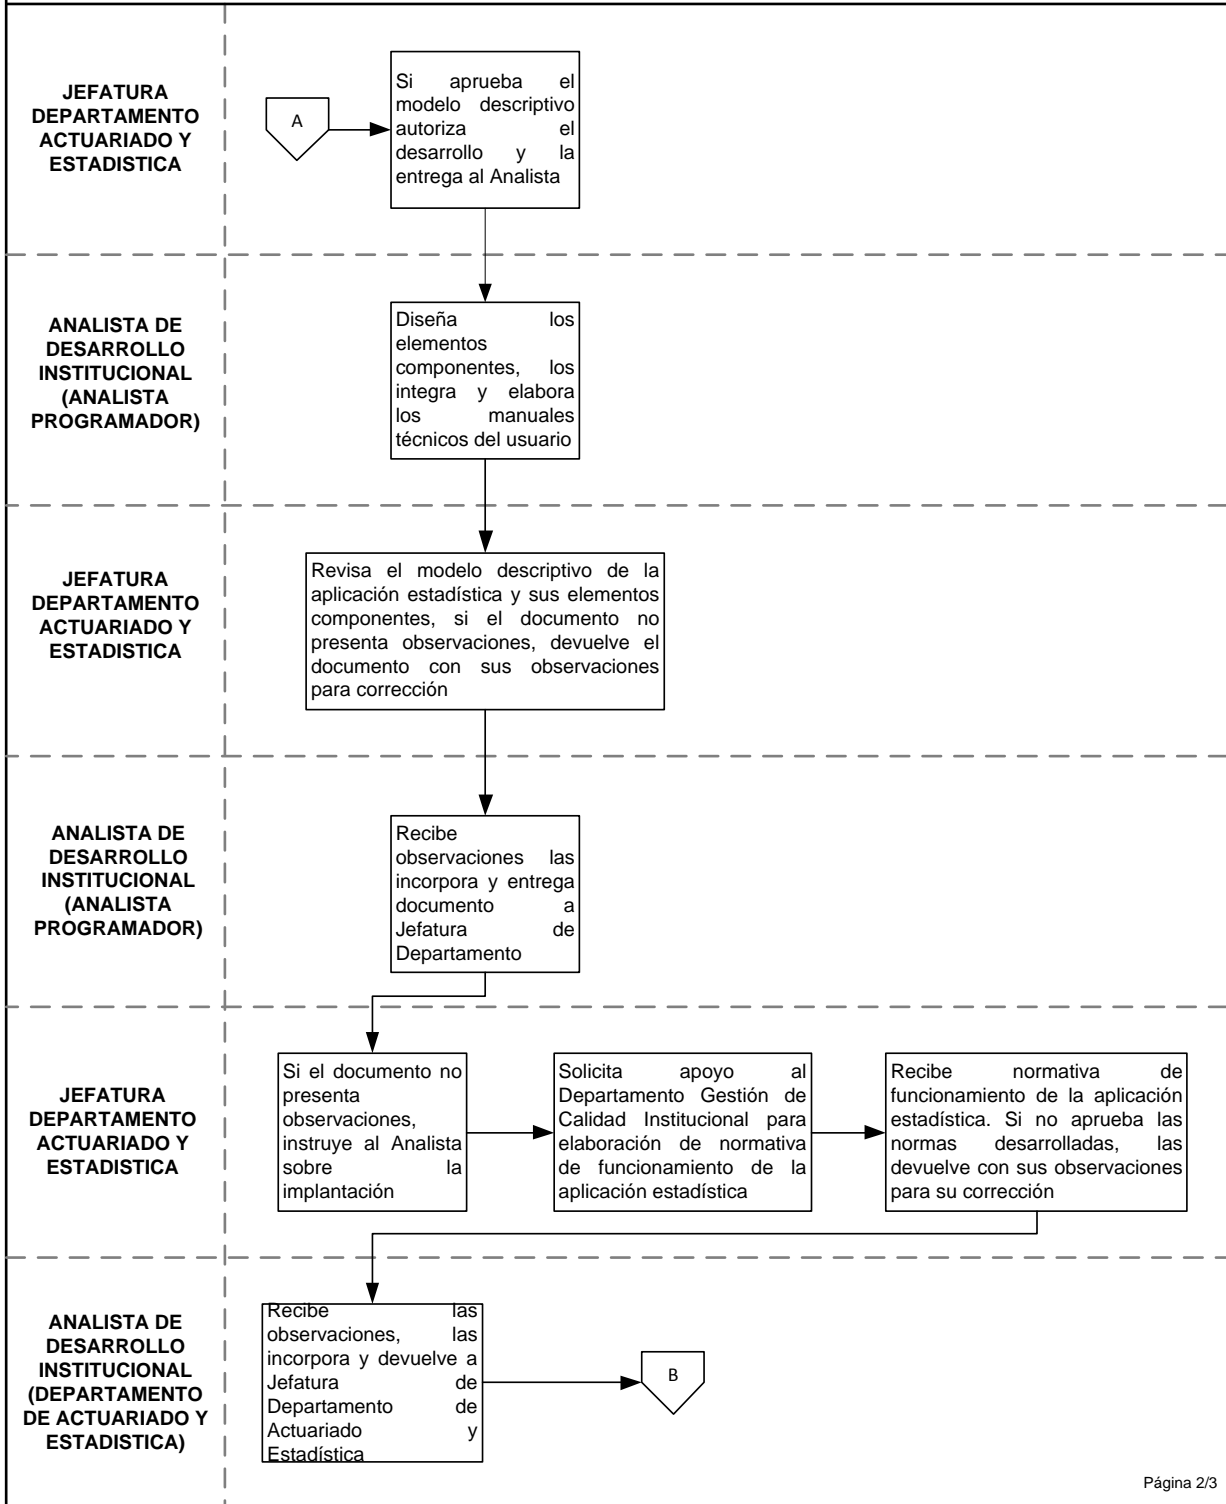 JEFATURA
DEPARTAMENTO
ACTUARIADO Y
ESTADISTICA
A
Si aprueba el
modelo descriptivo
autoriza el
desarrollo y la
entrega al Analista
ANALISTA DE
DESARROLLO
INSTITUCIONAL
(ANALISTA
PROGRAMADOR)
Diseña los
elementos
componentes, los
integra y elabora
los manuales
técnicos del usuario
JEFATURA
DEPARTAMENTO
ACTUARIADO Y
ESTADISTICA
Revisa el modelo descriptivo de la
aplicación estadística y sus elementos
componentes, si el documento no
presenta observaciones, devuelve el
documento con sus observaciones
para corrección
ANALISTA DE
DESARROLLO
INSTITUCIONAL
(ANALISTA
PROGRAMADOR)
Recibe
observaciones las
incorpora y entrega
documento a
Jefatura de
Departamento
JEFATURA
DEPARTAMENTO
ACTUARIADO Y
ESTADISTICA
Si el documento no
presenta
observaciones,
instruye al Analista
sobre la
implantación
Solicita apoyo al
Departamento Gestión de
Calidad Institucional para
elaboración de normativa
de funcionamiento de la
aplicación estadística
Recibe normativa de
funcionamiento de la aplicación
estadística. Si no aprueba las
normas desarrolladas, las
devuelve con sus observaciones
para su corrección
ANALISTA DE
DESARROLLO
INSTITUCIONAL
(DEPARTAMENTO
DE ACTUARIADO Y
ESTADISTICA)
Recibe las
observaciones, las
incorpora y devuelve a
Jefatura de
Departamento de
Actuariado y
Estadística
B
Página 2/3